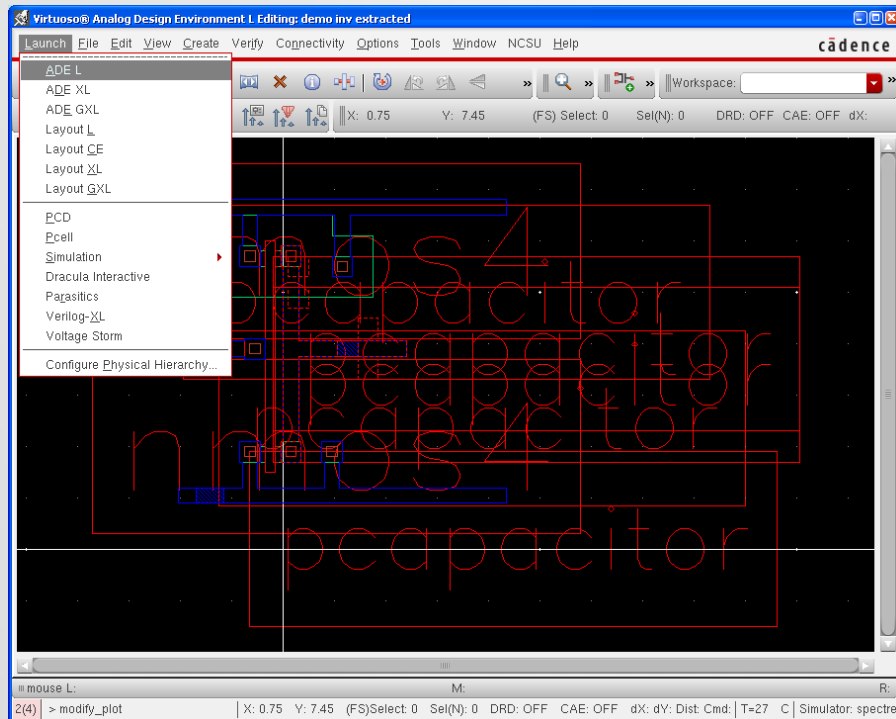 Virtuoso® Analog Design Environment L Editing: demo inv extracted
Launch File Edit View Create Verify Connectivity Options Tools Window NCSU Help
cādence
ADE L
ADE XL
ADE GXL
Layout L
Layout CE
Layout XL
Layout GXL
PCD
Pcell
Simulation
Dracula Interactive
Parasitics
Verilog-XL
Voltage Storm
Configure Physical Hierarchy...
» » » Workspace: »
X: 0.75 Y: 7.45 (FS) Select: 0 Sel(N): 0 DRD: OFF CAE: OFF dX:
os4
pcapacitor
pcapacitor
pcapacitor
nmos4
pcapacitor
mouse L: M: R:
2(4) > modify_plot X: 0.75 Y: 7.45 (FS)Select: 0 Sel(N): 0 DRD: OFF CAE: OFF dX: dY: Dist: Cmd: T=27 C Simulator: spectre